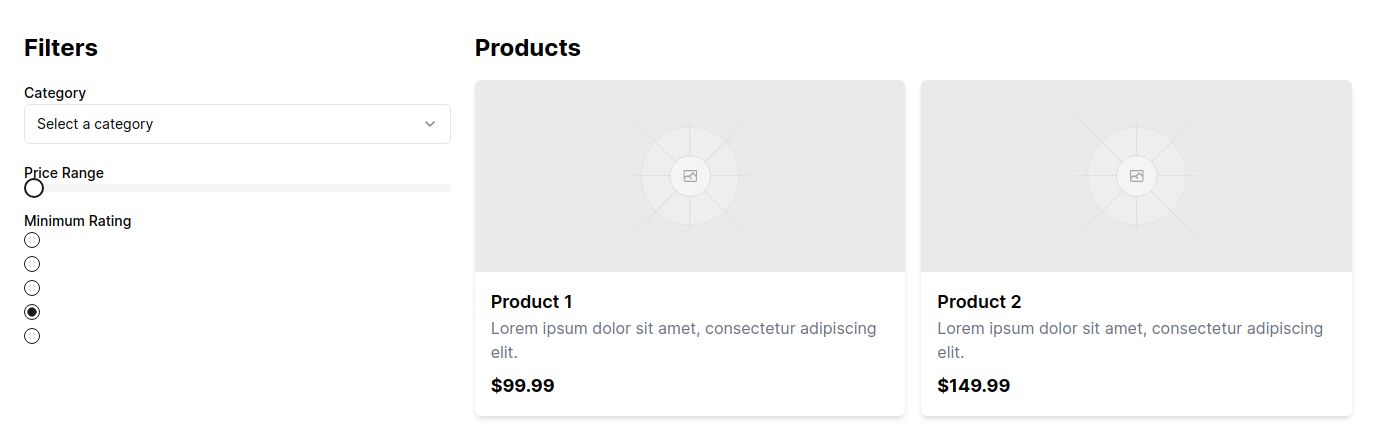 Filters
Category
Select a category
Price Range
Minimum Rating
Products
Product 1
Lorem ipsum dolor sit amet, consectetur adipiscing
elit.
$99.99
Product 2
Lorem ipsum dolor sit amet, consectetur adipiscing
elit.
$149.99